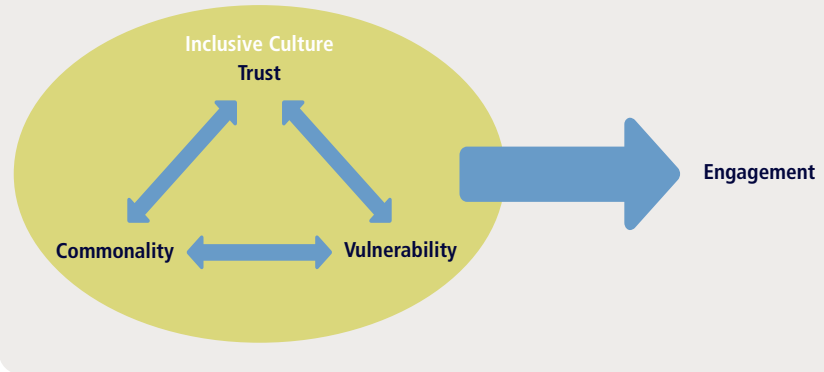 Inclusive Culture
Trust
Engagement
Commonality
Vulnerability